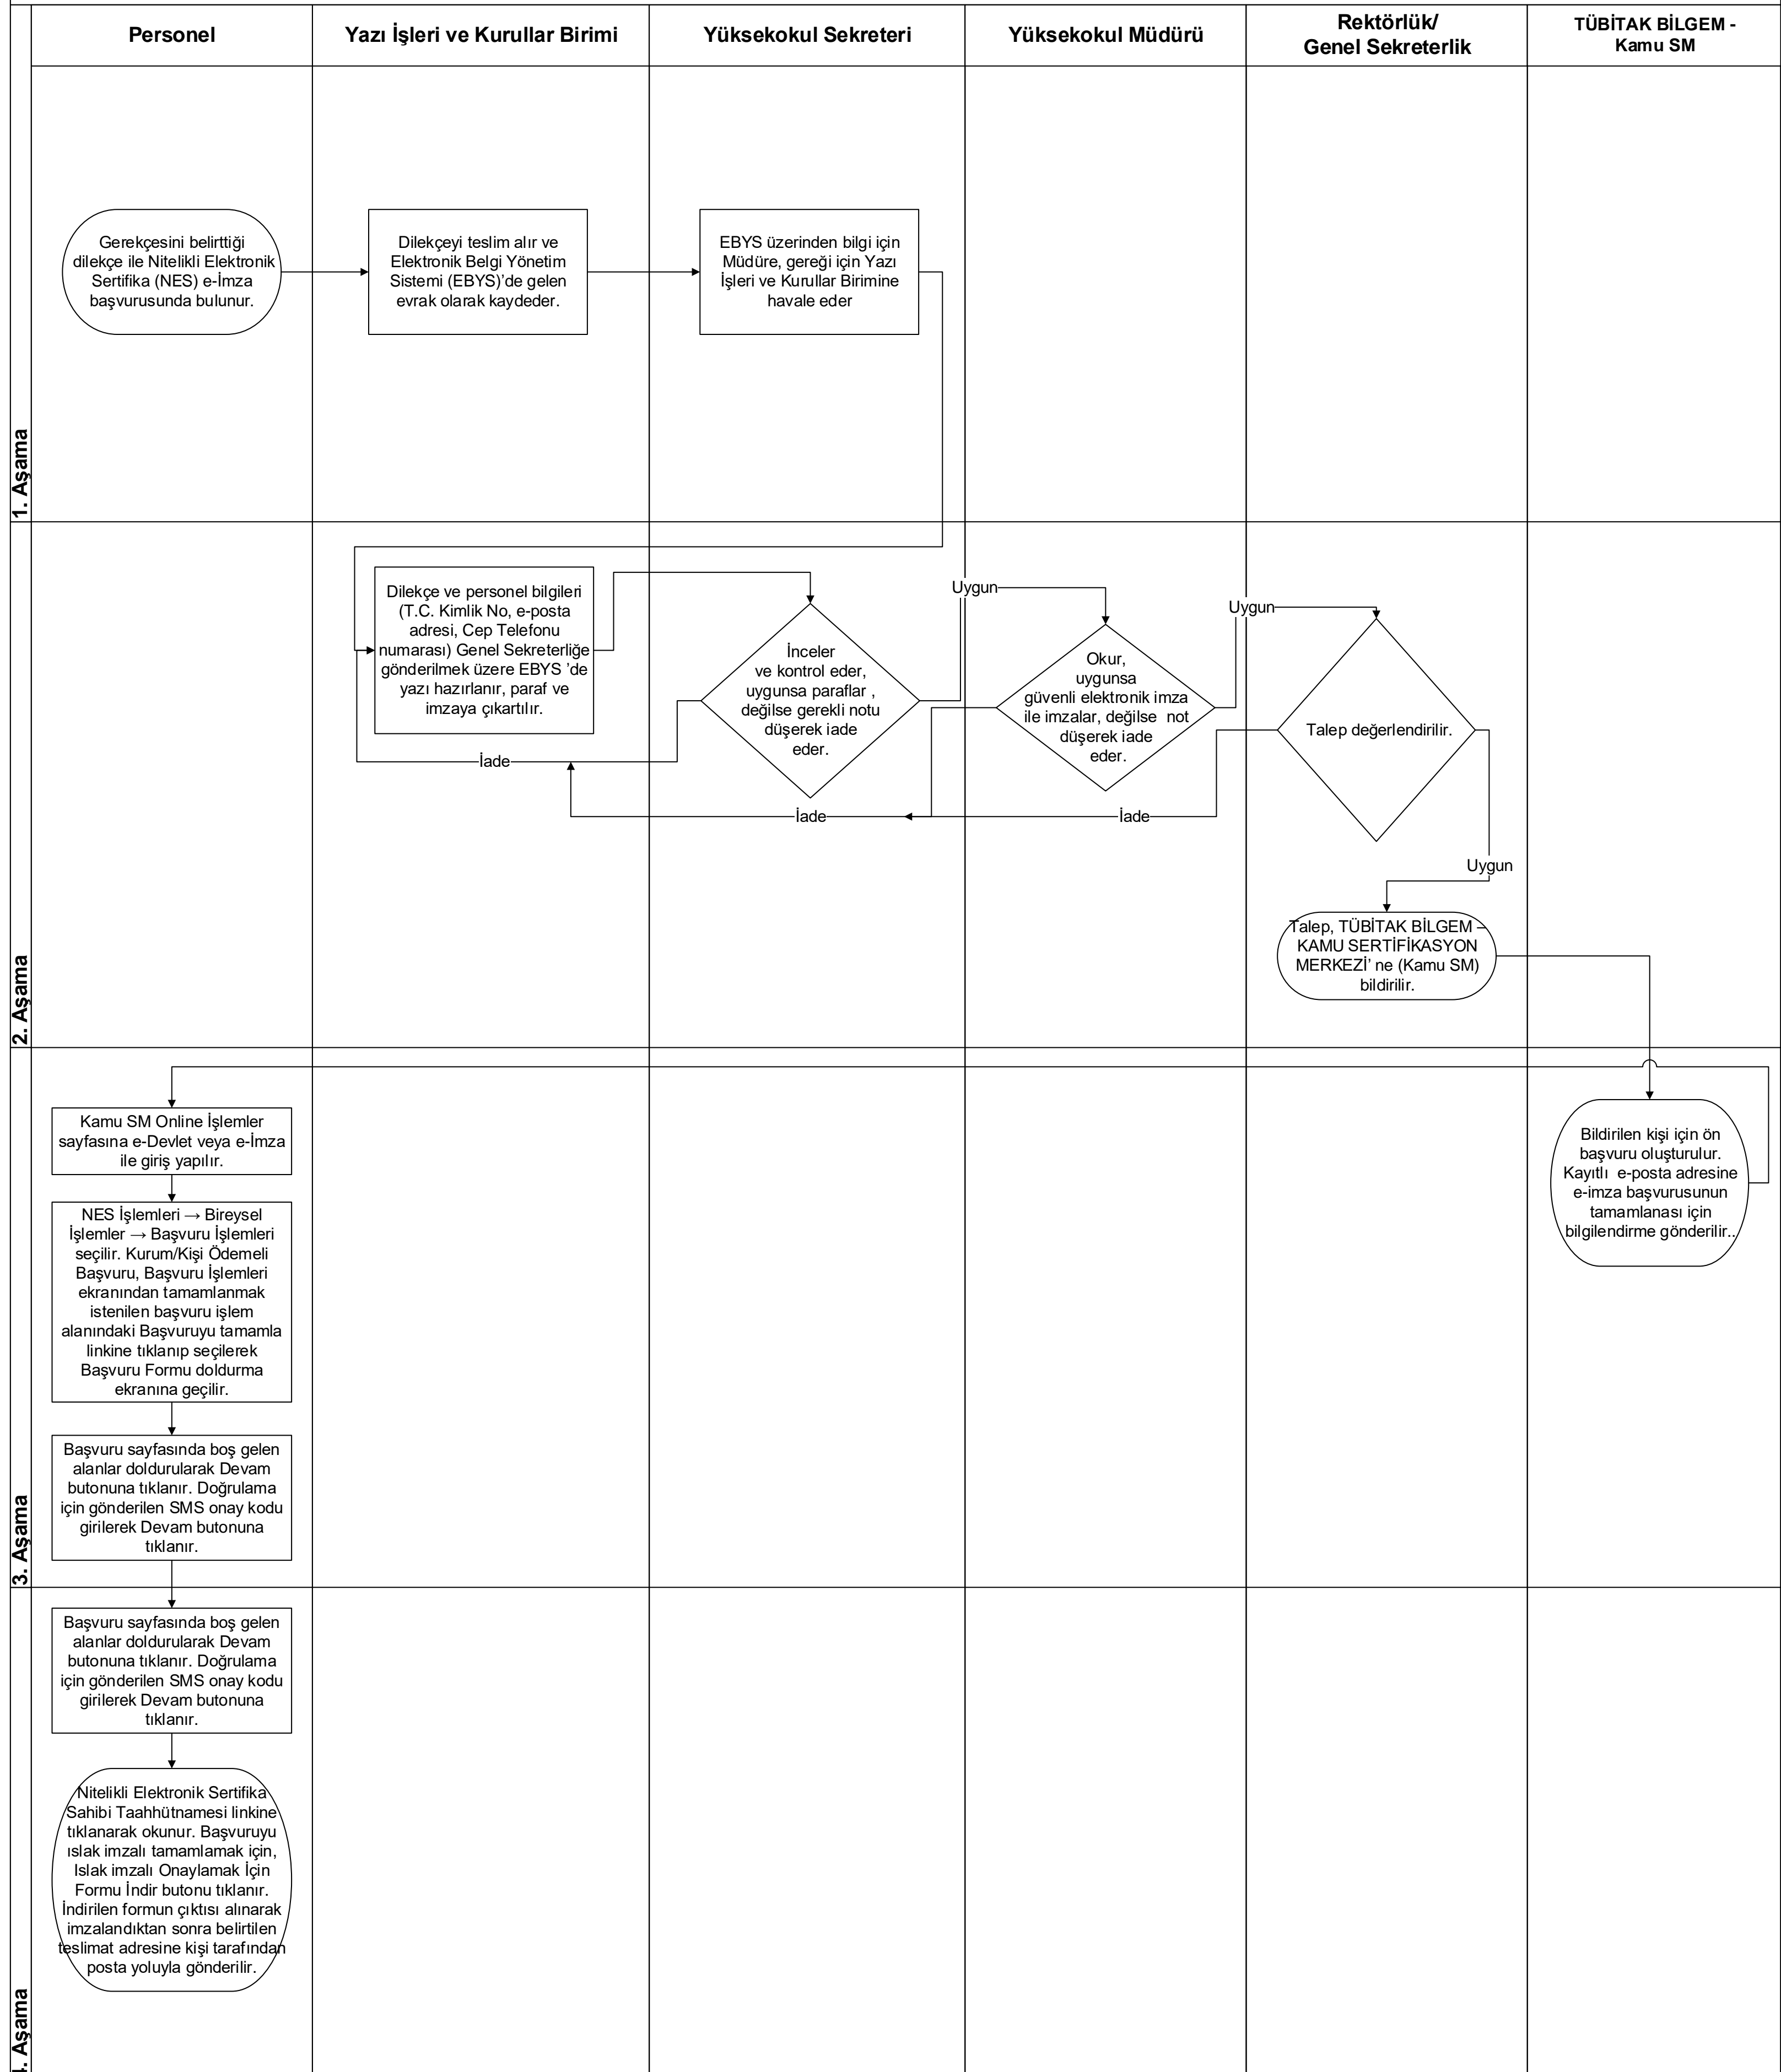 Personel
Yazı İşleri ve Kurullar Birimi
Yüksekokul Sekreteri
Yüksekokul Müdürü
Rektörlük/
Genel Sekreterlik
TÜBİTAK BİLGEM -
Kamu SM
1. Aşama
Gerekçesini belirttiği
dilekçe ile Nitelikli Elektronik
Sertifika (NES) e-İmza
başvurusunda bulunur.
Dilekçeyi teslim alır ve
Elektronik Belgi Yönetim
Sistemi (EBYS)’de gelen
evrak olarak kaydeder.
EBYS üzerinden bilgi için
Müdüre, gereği için Yazı
İşleri ve Kurullar Birimine
havale eder
2. Aşama
Dilekçe ve personel bilgileri
(T.C. Kimlik No, e-posta
adresi, Cep Telefonu
numarası) Genel Sekreterliğe
gönderilmek üzere EBYS ’de
yazı hazırlanır, paraf ve
imzaya çıkartılır.
İade
İnceler
ve kontrol eder,
uygunsa paraflar ,
değilse gerekli notu
düşerek iade
eder.
İade
Uygun
Okur,
uygunsa
güvenli elektronik imza
ile imzalar, değilse  not
düşerek iade
eder.
İade
Uygun
Talep değerlendirilir.
Uygun
Talep, TÜBİTAK BİLGEM –
KAMU SERTİFİKASYON
MERKEZİ’ ne (Kamu SM)
bildirilir.
3. Aşama
Bildirilen kişi için ön
başvuru oluşturulur.
Kayıtlı  e-posta adresine
e-imza başvurusunun
tamamlanası için
bilgilendirme gönderilir..
Kamu SM Online İşlemler
sayfasına e-Devlet veya e-İmza
ile giriş yapılır.
NES İşlemleri → Bireysel
İşlemler → Başvuru İşlemleri
seçilir. Kurum/Kişi Ödemeli
Başvuru, Başvuru İşlemleri
ekranından tamamlanmak
istenilen başvuru işlem
alanındaki Başvuruyu tamamla
linkine tıklanıp seçilerek
Başvuru Formu doldurma
ekranına geçilir.
Başvuru sayfasında boş gelen
alanlar doldurularak Devam
butonuna tıklanır. Doğrulama
için gönderilen SMS onay kodu
girilerek Devam butonuna
tıklanır.
4. Aşama
Başvuru sayfasında boş gelen
alanlar doldurularak Devam
butonuna tıklanır. Doğrulama
için gönderilen SMS onay kodu
girilerek Devam butonuna
tıklanır.
Nitelikli Elektronik Sertifika
Sahibi Taahhütnamesi linkine
tıklanarak okunur. Başvuruyu
ıslak imzalı tamamlamak için,
Islak imzalı Onaylamak İçin
Formu İndir butonu tıklanır.
İndirilen formun çıktısı alınarak
imzalandıktan sonra belirtilen
teslimat adresine kişi tarafından
posta yoluyla gönderilir.